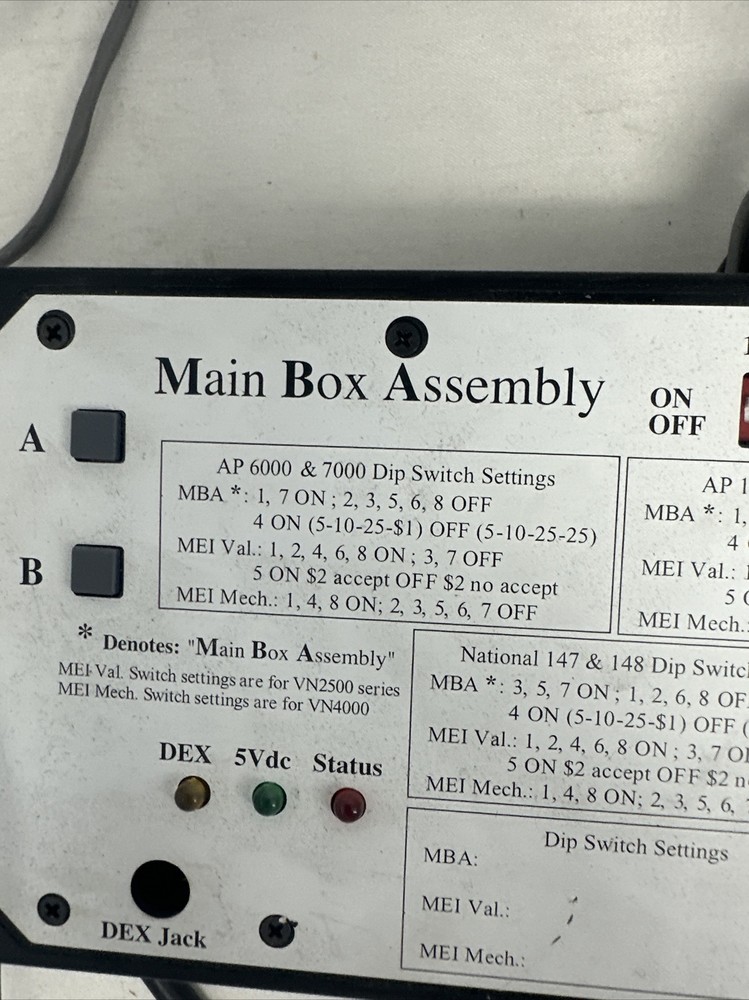 Main Box Assembly
ON
OFF
A
B
AP 6000 & 7000 Dip Switch Settings
MBA *: 1, 7 ON ; 2, 3, 5, 6, 8 OFF
4 ON (5-10-25-$1) OFF (5-10-25-25)
MEI Val.: 1, 2, 4, 6, 8 ON ; 3, 7 OFF
5 ON $2 accept OFF $2 no accept
MEI Mech.: 1, 4, 8 ON; 2, 3, 5, 6, 7 OFF
AP 1
MBA *: 1,
4
MEI Val.:
5
MEI Mech.:
* Denotes: "Main Box Assembly"
MEI Val. Switch settings are for VN2500 series
MEI Mech. Switch settings are for VN4000
National 147 & 148 Dip Switc
MBA *: 3, 5, 7 ON ; 1, 2, 6, 8 OF
4 ON (5-10-25-$1) OFF (
MEI Val.: 1, 2, 4, 6, 8 ON ; 3, 7 O
5 ON $2 accept OFF $2 n
MEI Mech.: 1, 4, 8 ON; 2, 3, 5, 6,
DEX 5Vdc Status
Dip Switch Settings
MBA:
MEI Val.:
MEI Mech.:
DEX Jack